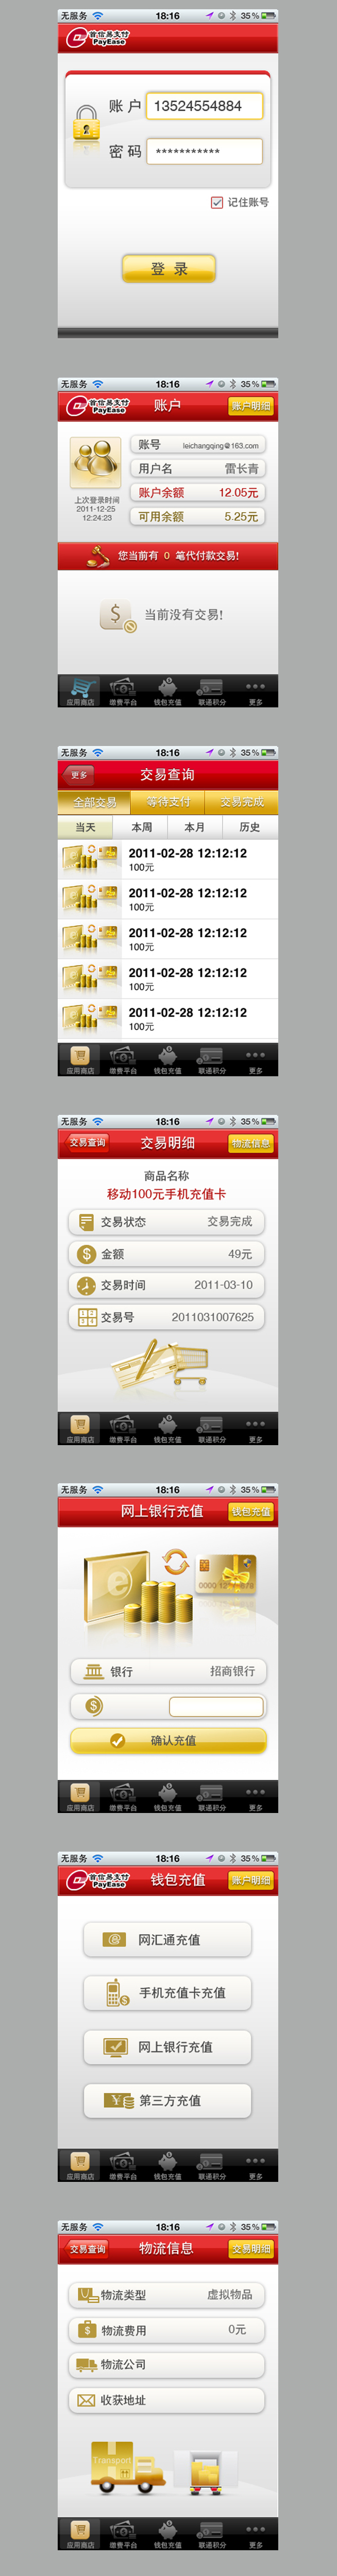 无服务 18:16 35%
首信易支付
PayEase
账户 13524554884
密码 ***********
记住账号
登 录
无服务 18:16 35%
首信易支付
PayEase
账户
账户明细
账号 leichangqing@163.com
用户名 雷长青
账户余额 12.05元
可用余额 5.25元
上次登录时间
2011-12-25
12:24:23
您当前有 0 笔代付款交易!
当前没有交易!
应用商店 缴费平台 钱包充值 联通积分 更多
无服务 18:16 35%
更多 交易查询
全部交易 等待支付 交易完成
当天 本周 本月 历史
2011-02-28 12:12:12
100元
2011-02-28 12:12:12
100元
2011-02-28 12:12:12
100元
2011-02-28 12:12:12
100元
2011-02-28 12:12:12
100元
应用商店 缴费平台 钱包充值 联通积分 更多
无服务 18:16 35%
交易查询 交易明细 物流信息
商品名称
移动100元手机充值卡
交易状态 交易完成
金额 49元
交易时间 2011-03-10
交易号 2011031007625
应用商店 缴费平台 钱包充值 联通积分 更多
无服务 18:16 35%
网上银行充值 钱包充值
银行 招商银行
确认充值
应用商店 缴费平台 钱包充值 联通积分 更多
无服务 18:16 35%
首信易支付
PayEase
钱包充值 账户明细
网汇通充值
手机充值卡充值
网上银行充值
第三方充值
应用商店 缴费平台 钱包充值 联通积分 更多
无服务 18:16 35%
交易查询 物流信息 交易明细
物流类型 虚拟物品
物流费用 0元
物流公司
收获地址
Transport
应用商店 缴费平台 钱包充值 联通积分 更多